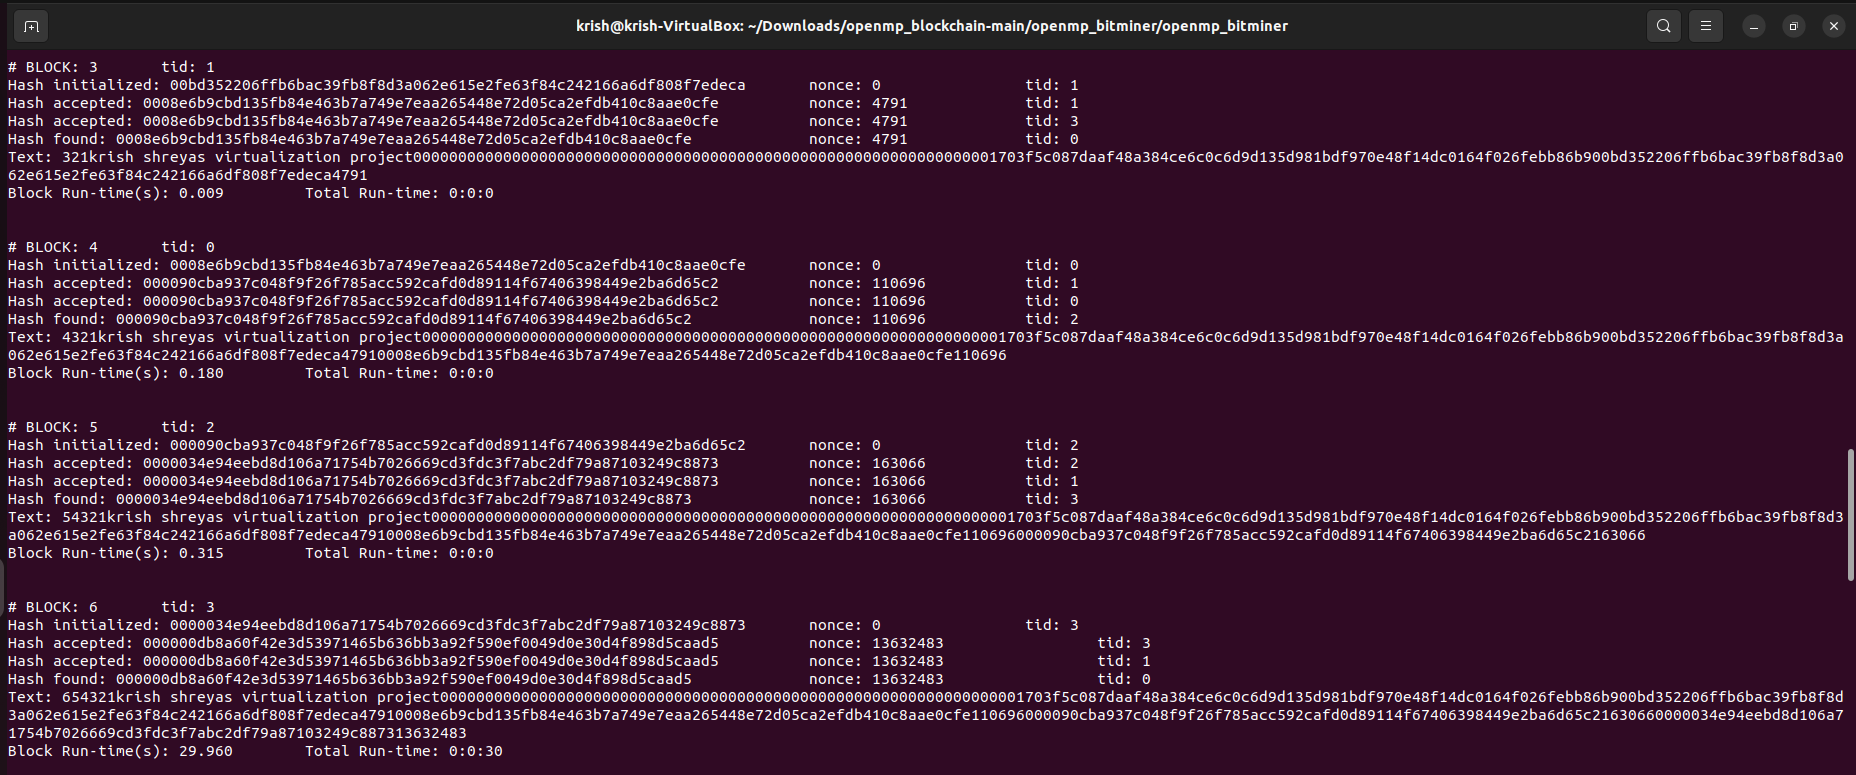 krish@krish-VirtualBox: ~/Downloads/openmp_blockchain-main/openmp_bitminer/openmp_bitminer
# BLOCK: 3 tid: 1
Hash initialized: 00bd352206ffb6bac39fb8f8d3a062e615e2fe63f84c242166a6df808f7edeca nonce: 0 tid: 1
Hash accepted: 0008e6b9cbd135fb84e463b7a749e7eaa265448e72d05ca2efdb410c8aae0cfe nonce: 4791 tid: 1
Hash accepted: 0008e6b9cbd135fb84e463b7a749e7eaa265448e72d05ca2efdb410c8aae0cfe nonce: 4791 tid: 3
Hash found: 0008e6b9cbd135fb84e463b7a749e7eaa265448e72d05ca2efdb410c8aae0cfe nonce: 4791 tid: 0
Text: 321krish shreyas virtualization project00000000000000000000000000000000000000000000000000000000000000001703f5c087daaf48a384ce6c0c6d9d135d981bdf970e48f14dc0164f026febb86b900bd352206ffb6bac39fb8f8d3a0
62e615e2fe63f84c242166a6df808f7edeca4791
Block Run-time(s): 0.009 Total Run-time: 0:0:0
# BLOCK: 4 tid: 0
Hash initialized: 0008e6b9cbd135fb84e463b7a749e7eaa265448e72d05ca2efdb410c8aae0cfe nonce: 0 tid: 0
Hash accepted: 000090cba937c048f9f26f785acc592cafd0d89114f67406398449e2ba6d65c2 nonce: 110696 tid: 1
Hash accepted: 000090cba937c048f9f26f785acc592cafd0d89114f67406398449e2ba6d65c2 nonce: 110696 tid: 0
Hash found: 000090cba937c048f9f26f785acc592cafd0d89114f67406398449e2ba6d65c2 nonce: 110696 tid: 2
Text: 4321krish shreyas virtualization project00000000000000000000000000000000000000000000000000000000000000001703f5c087daaf48a384ce6c0c6d9d135d981bdf970e48f14dc0164f026febb86b900bd352206ffb6bac39fb8f8d3a
062e615e2fe63f84c242166a6df808f7edeca47910008e6b9cbd135fb84e463b7a749e7eaa265448e72d05ca2efdb410c8aae0cfe110696
Block Run-time(s): 0.180 Total Run-time: 0:0:0
# BLOCK: 5 tid: 2
Hash initialized: 000090cba937c048f9f26f785acc592cafd0d89114f67406398449e2ba6d65c2 nonce: 0 tid: 2
Hash accepted: 0000034e94eebd8d106a71754b7026669cd3fdc3f7abc2df79a87103249c8873 nonce: 163066 tid: 2
Hash accepted: 0000034e94eebd8d106a71754b7026669cd3fdc3f7abc2df79a87103249c8873 nonce: 163066 tid: 1
Hash found: 0000034e94eebd8d106a71754b7026669cd3fdc3f7abc2df79a87103249c8873 nonce: 163066 tid: 3
Text: 54321krish shreyas virtualization project00000000000000000000000000000000000000000000000000000000000000001703f5c087daaf48a384ce6c0c6d9d135d981bdf970e48f14dc0164f026febb86b900bd352206ffb6bac39fb8f8d3
a062e615e2fe63f84c242166a6df808f7edeca47910008e6b9cbd135fb84e463b7a749e7eaa265448e72d05ca2efdb410c8aae0cfe110696000090cba937c048f9f26f785acc592cafd0d89114f67406398449e2ba6d65c2163066
Block Run-time(s): 0.315 Total Run-time: 0:0:0
# BLOCK: 6 tid: 3
Hash initialized: 0000034e94eebd8d106a71754b7026669cd3fdc3f7abc2df79a87103249c8873 nonce: 0 tid: 3
Hash accepted: 000000db8a60f42e3d53971465b636bb3a92f590ef0049d0e30d4f898d5caad5 nonce: 13632483 tid: 3
Hash accepted: 000000db8a60f42e3d53971465b636bb3a92f590ef0049d0e30d4f898d5caad5 nonce: 13632483 tid: 1
Hash found: 000000db8a60f42e3d53971465b636bb3a92f590ef0049d0e30d4f898d5caad5 nonce: 13632483 tid: 0
Text: 654321krish shreyas virtualization project00000000000000000000000000000000000000000000000000000000000000001703f5c087daaf48a384ce6c0c6d9d135d981bdf970e48f14dc0164f026febb86b900bd352206ffb6bac39fb8f8d
3a062e615e2fe63f84c242166a6df808f7edeca47910008e6b9cbd135fb84e463b7a749e7eaa265448e72d05ca2efdb410c8aae0cfe110696000090cba937c048f9f26f785acc592cafd0d89114f67406398449e2ba6d65c21630660000034e94eebd8d106a7
1754b7026669cd3fdc3f7abc2df79a87103249c887313632483
Block Run-time(s): 29.960 Total Run-time: 0:0:30